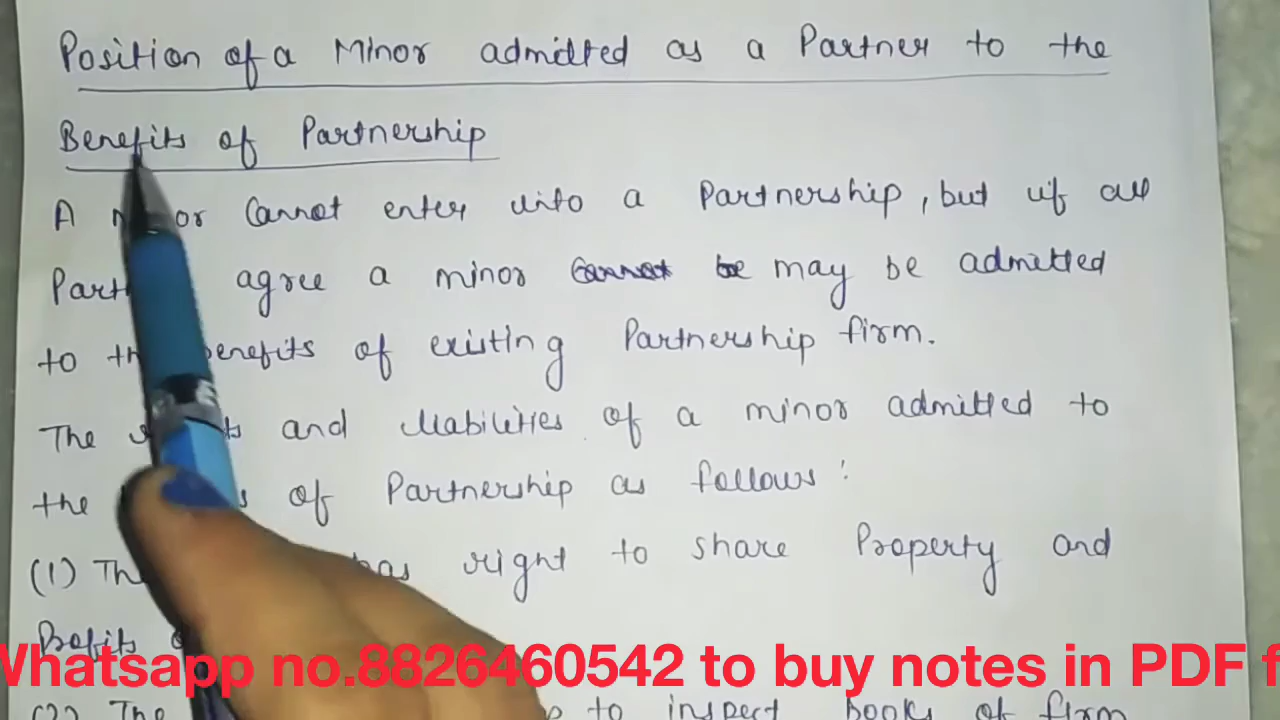 Position of a Minor admitted as a Partner to the
Benefits of Partnership
A cannot enter into a Partnership, but if all
agree a minor cannot be may be admitted
to benefits of existing Partnership firm.
The and liabilities of a minor admitted to
the of Partnership as follows:
(1) has right to share Property and
Profits
Whatsapp no.8826460542 to buy notes in PDF f
(2) The to inspect Books of firm